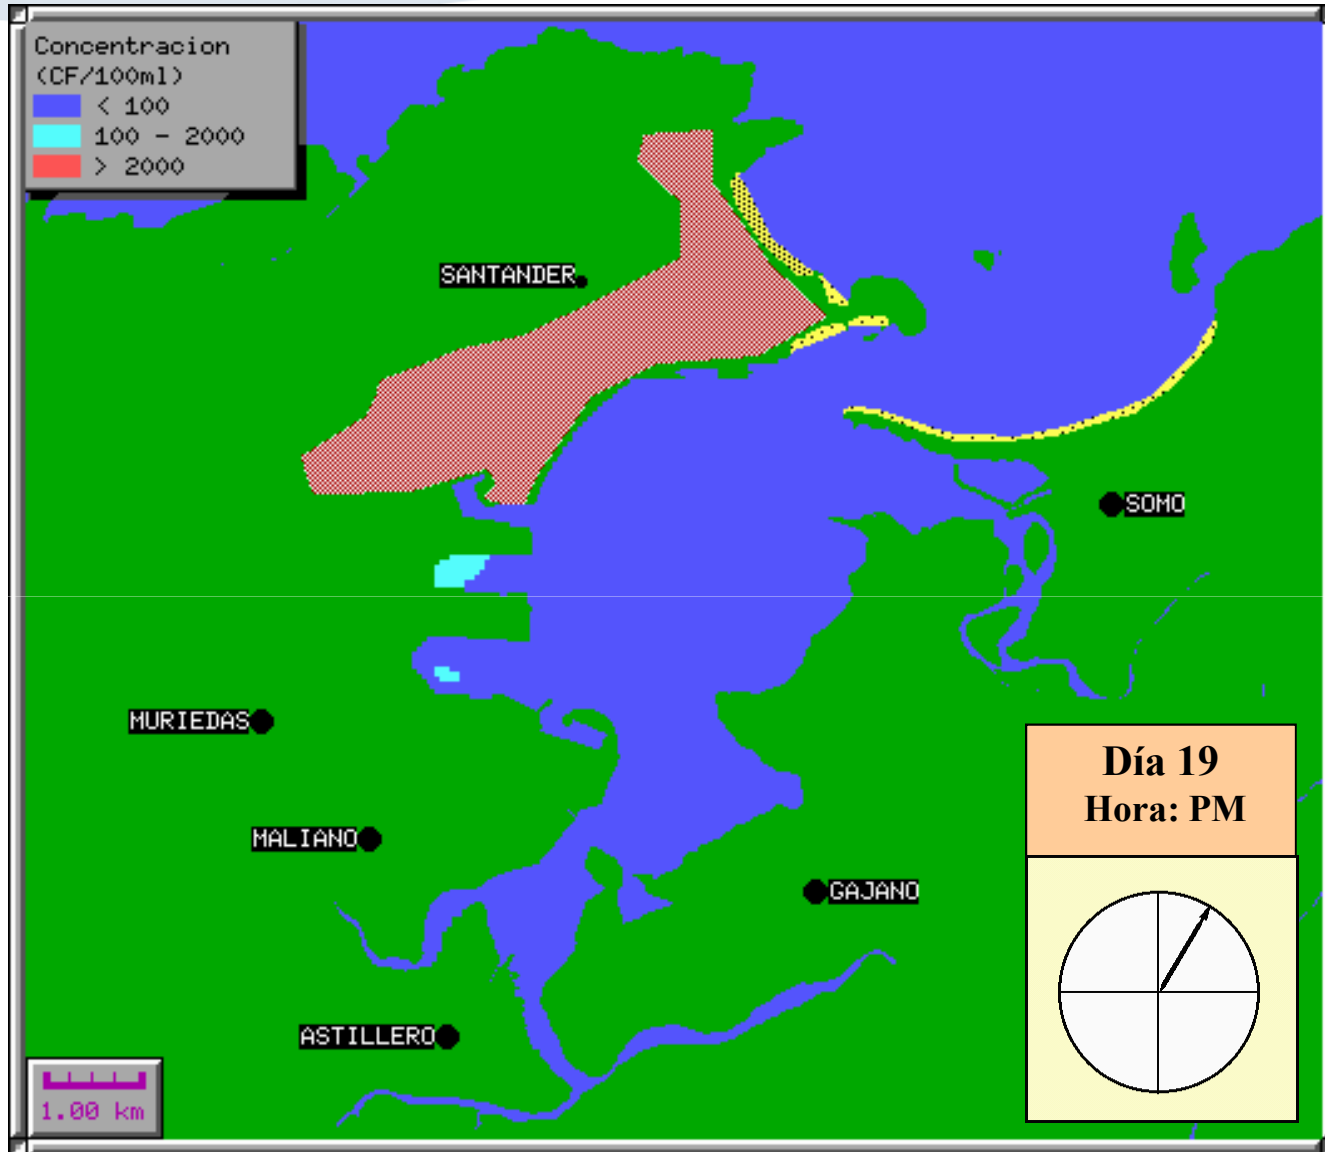 Concentracion
(CF/100ml)
< 100
100 - 2000
> 2000
SANTANDER
SOMO
MURIEDAS
Día 19
Hora: PM
MALIANO
GAJANO
ASTILLERO
1.00 km